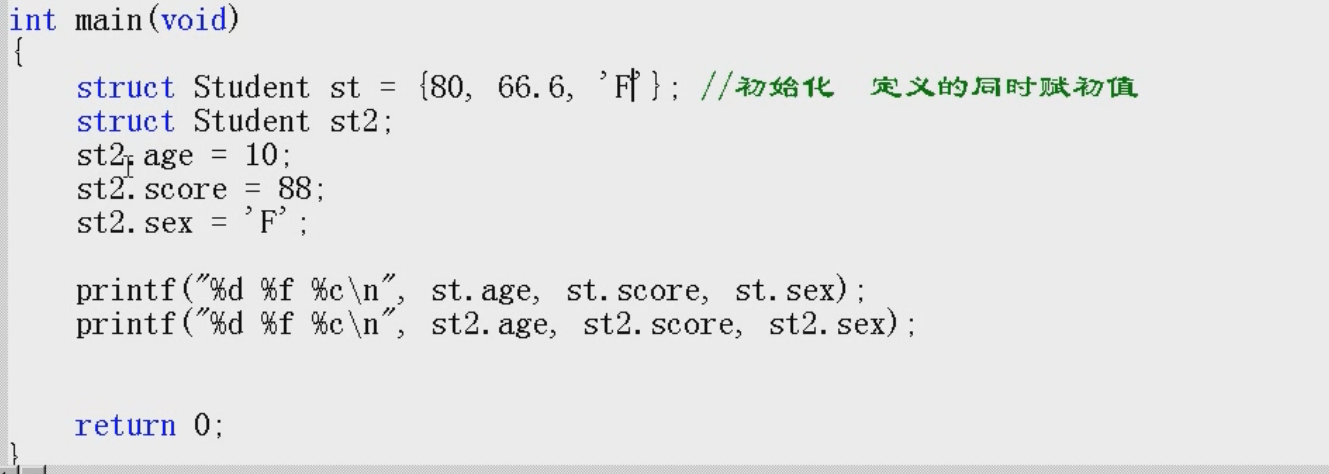 int main(void)
{
    struct Student st = {80, 66.6, 'F'}; //初始化  定义的同时赋初值
    struct Student st2;
    st2.age = 10;
    st2.score = 88;
    st2.sex = 'F';
    printf("%d %f %c\n", st.age, st.score, st.sex);
    printf("%d %f %c\n", st2.age, st2.score, st2.sex);
    return 0;
}